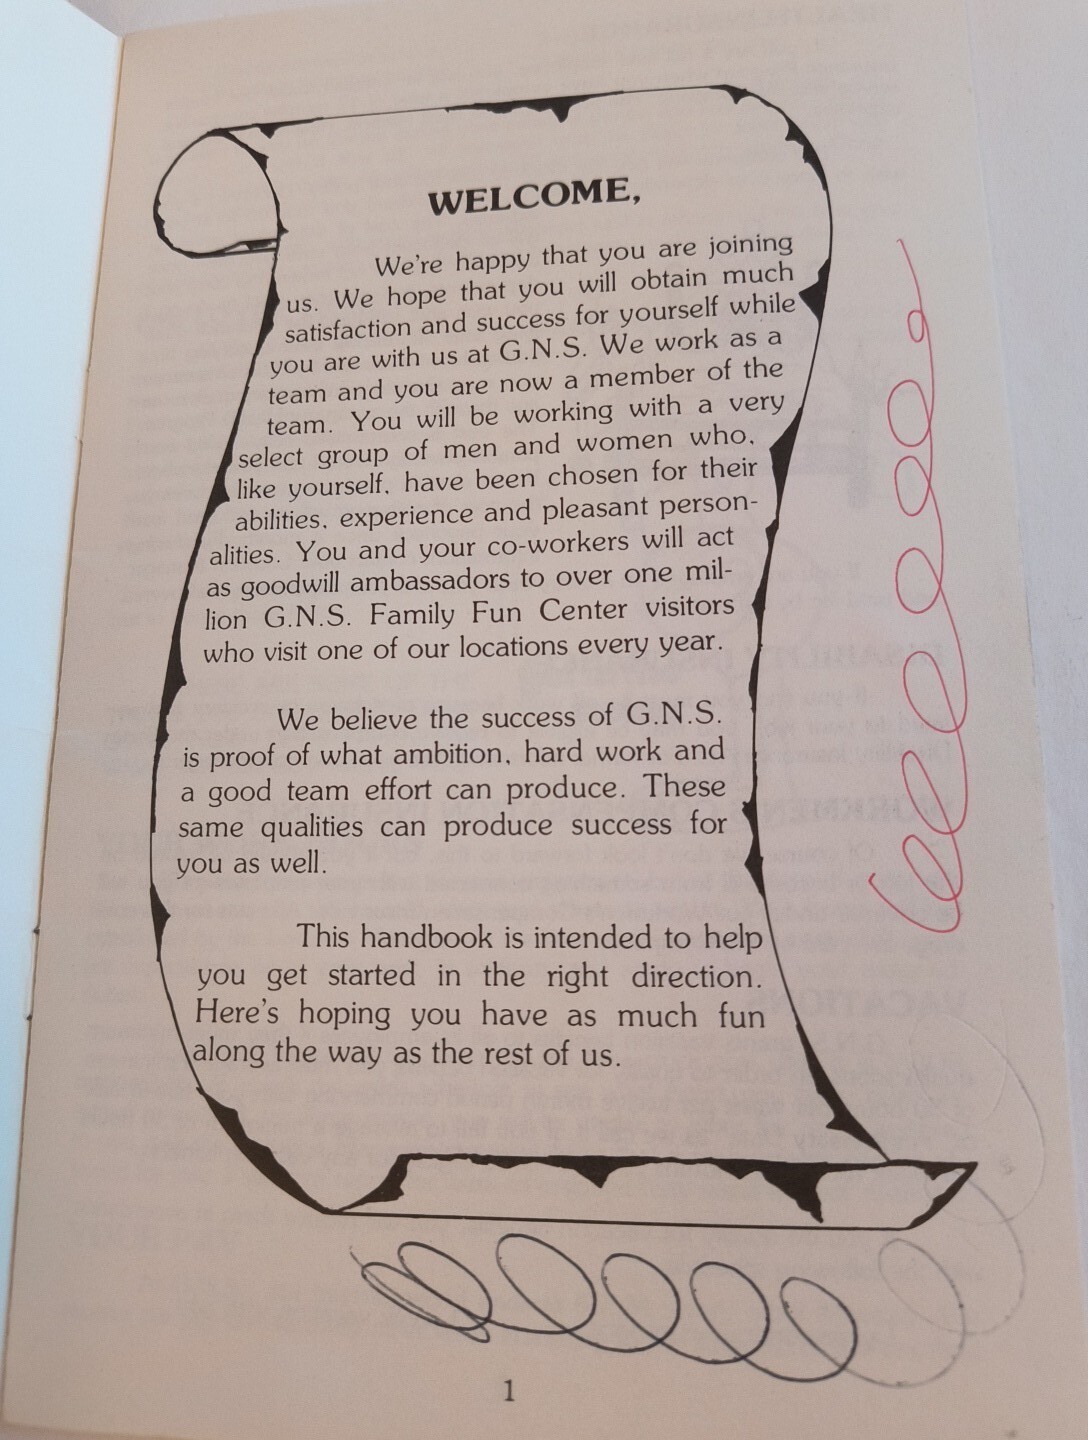 WELCOME,
We're happy that you are joining
us. We hope that you will obtain much
satisfaction and success for yourself while
you are with us at G.N.S. We work as a
team and you are now a member of the
team. You will be working with a very
select group of men and women who,
like yourself, have been chosen for their
abilities, experience and pleasant person-
alities. You and your co-workers will act
as goodwill ambassadors to over one mil-
lion G.N.S. Family Fun Center visitors
who visit one of our locations every year.
We believe the success of G.N.S.
is proof of what ambition, hard work and
a good team effort can produce. These
same qualities can produce success for
you as well.
This handbook is intended to help
you get started in the right direction.
Here's hoping you have as much fun
along the way as the rest of us.
1